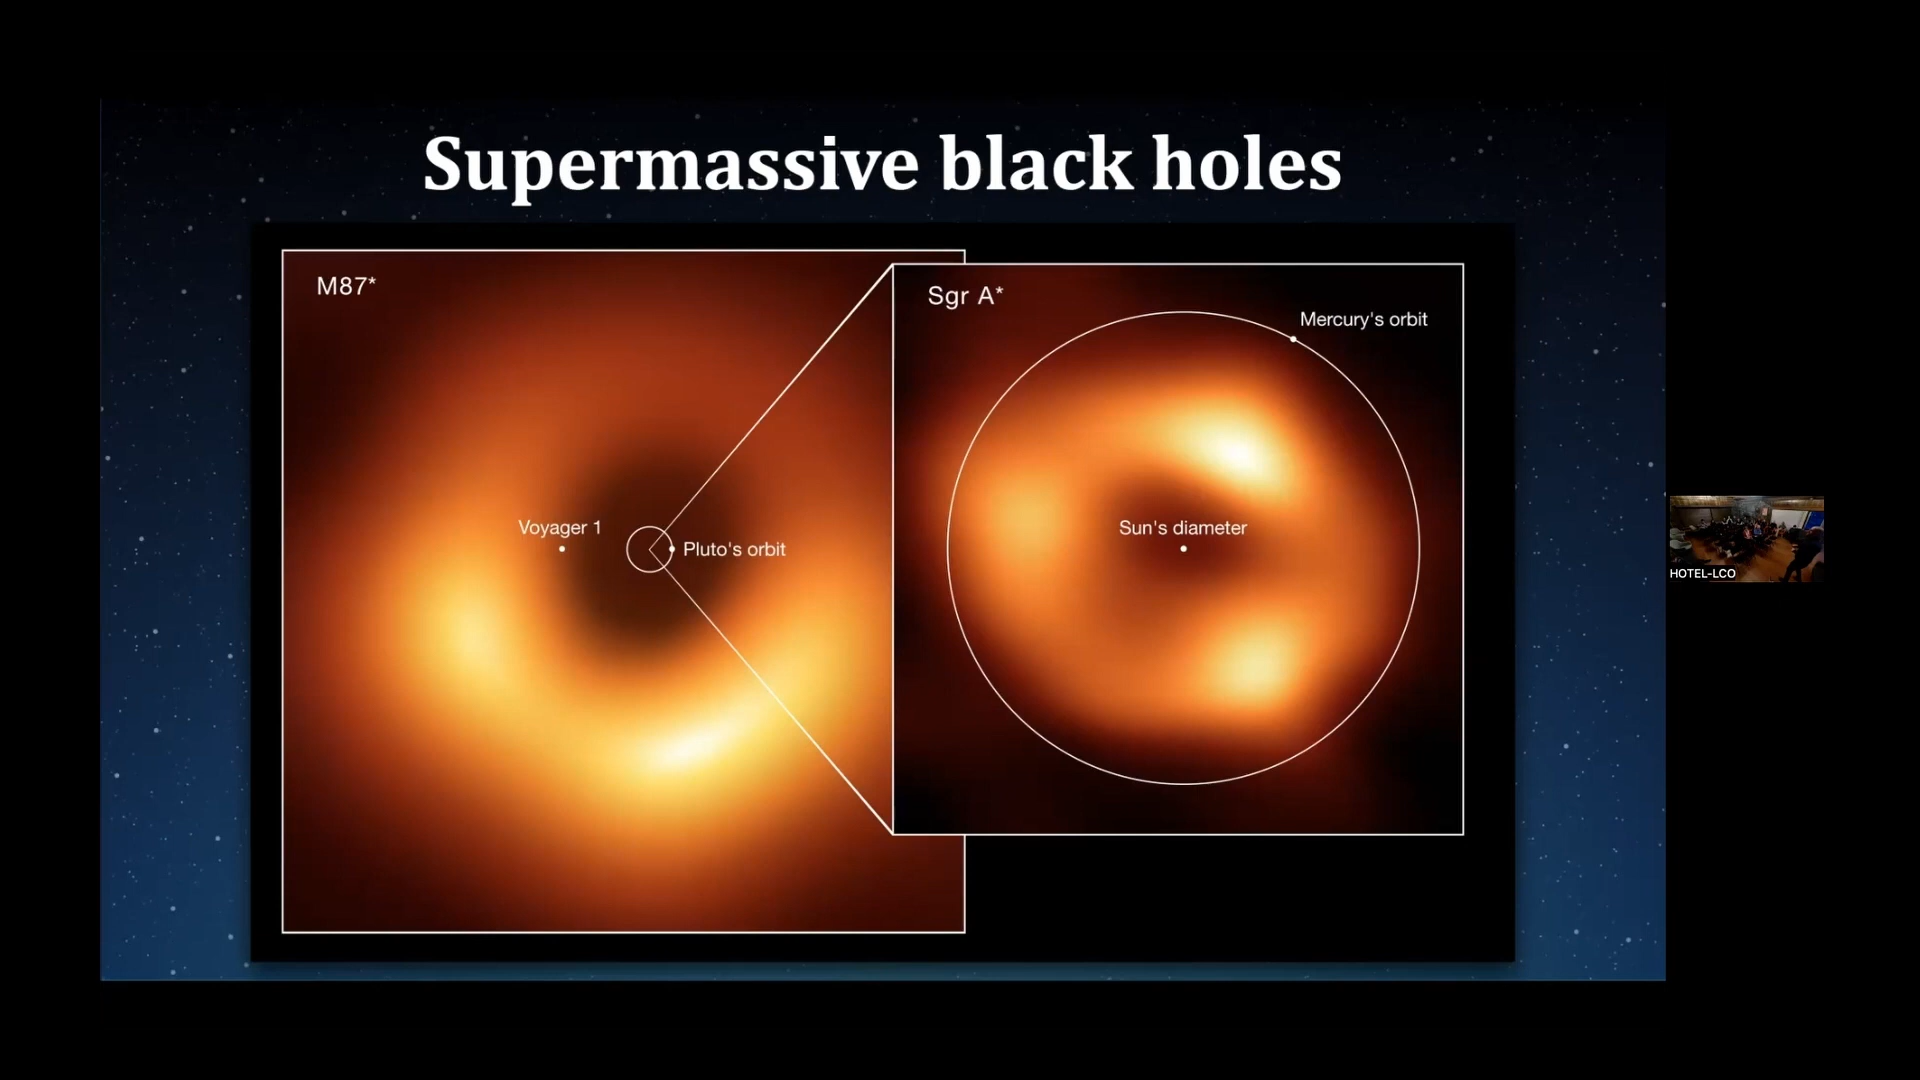 Supermassive black holes
M87*
Voyager 1
Pluto's orbit
Sgr A*
Mercury's orbit
Sun's diameter
HOTEL-LCO